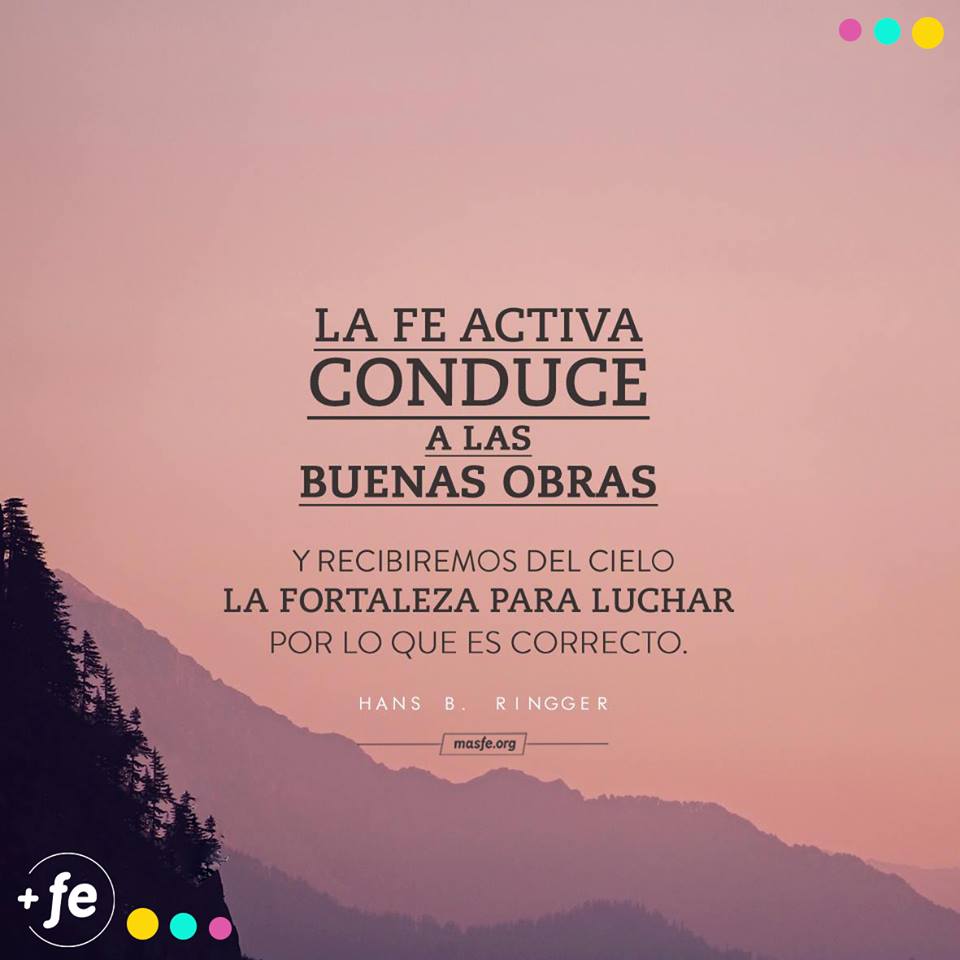 LA FE ACTIVA
CONDUCE
A LAS
BUENAS OBRAS
Y RECIBIREMOS DEL CIELO
LA FORTALEZA PARA LUCHAR
POR LO QUE ES CORRECTO.
HANS B. RINGGER
masfe.org
+ fe